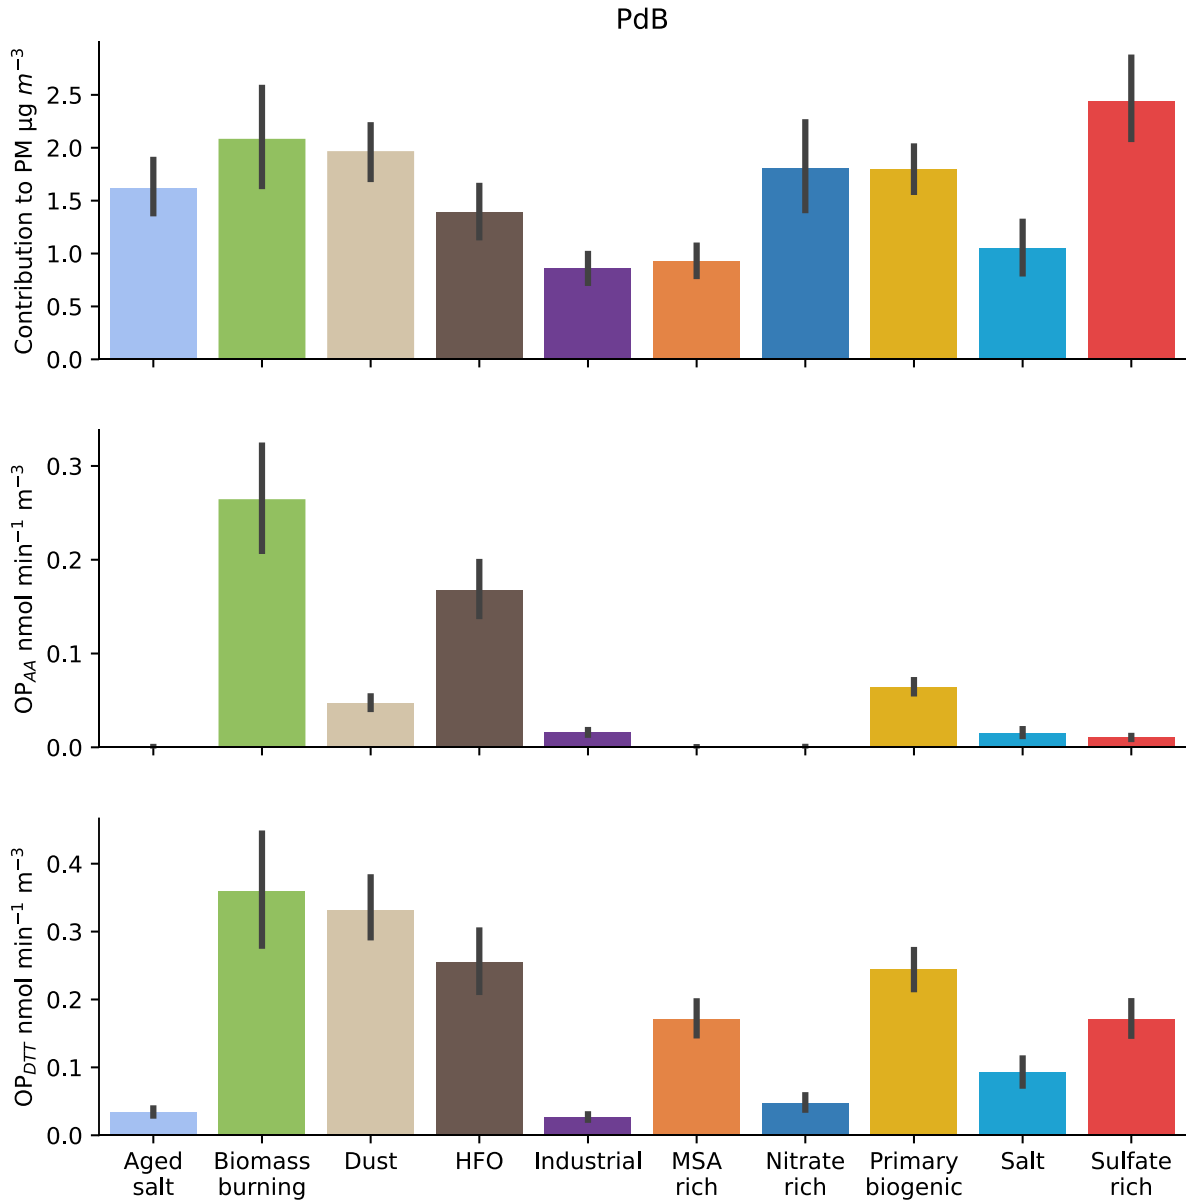 PdB
Contribution to PM µg m⁻³
2.5
2.0
1.5
1.0
0.5
0.0
OP_AA nmol min⁻¹ m⁻³
0.3
0.2
0.1
0.0
OP_DTT nmol min⁻¹ m⁻³
0.4
0.3
0.2
0.1
0.0
Aged
salt
Biomass
burning
Dust
HFO
Industrial
MSA
rich
Nitrate
rich
Primary
biogenic
Salt
Sulfate
rich